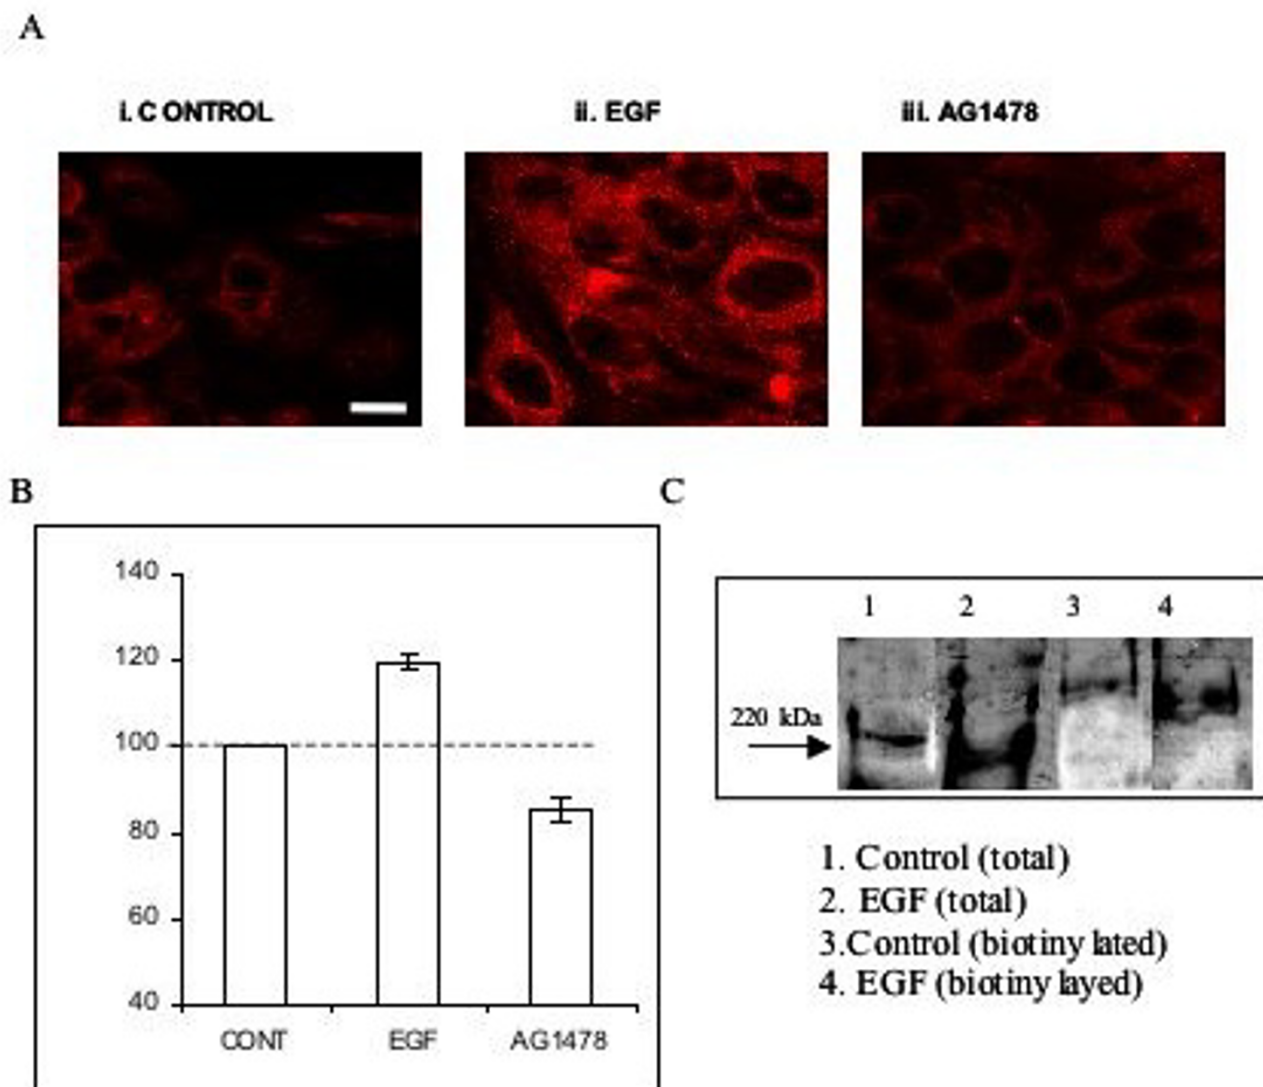 A
i. C ONTROL
ii. EGF
iii. AG1478
B
140
120
100
80
60
40
CONT EGF AG1478
C
1 2 3 4
220 kDa
1. Control (total)
2. EGF (total)
3.Control (biotiny lated)
4. EGF (biotiny layed)